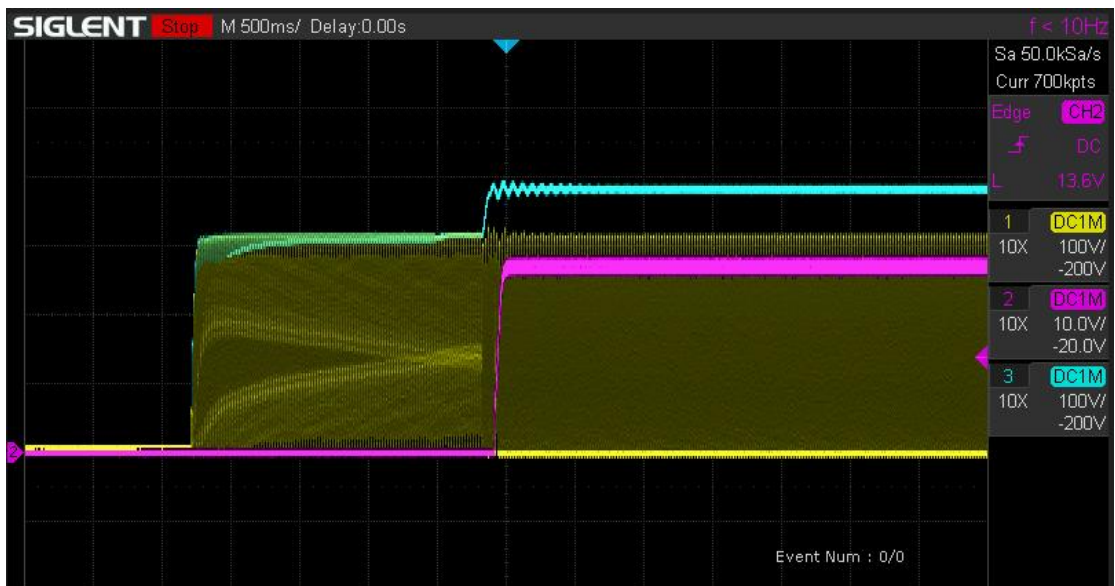 SIGLENT Stop M 500ms/ Delay:0.00s f < 10Hz
Sa 50.0kSa/s
Curr 700kpts
Edge CH2
DC
L 13.6V
1 DC1M
10X 100V/
-200V
2 DC1M
10X 10.0V/
-20.0V
3 DC1M
10X 100V/
-200V
2
Event Num : 0/0